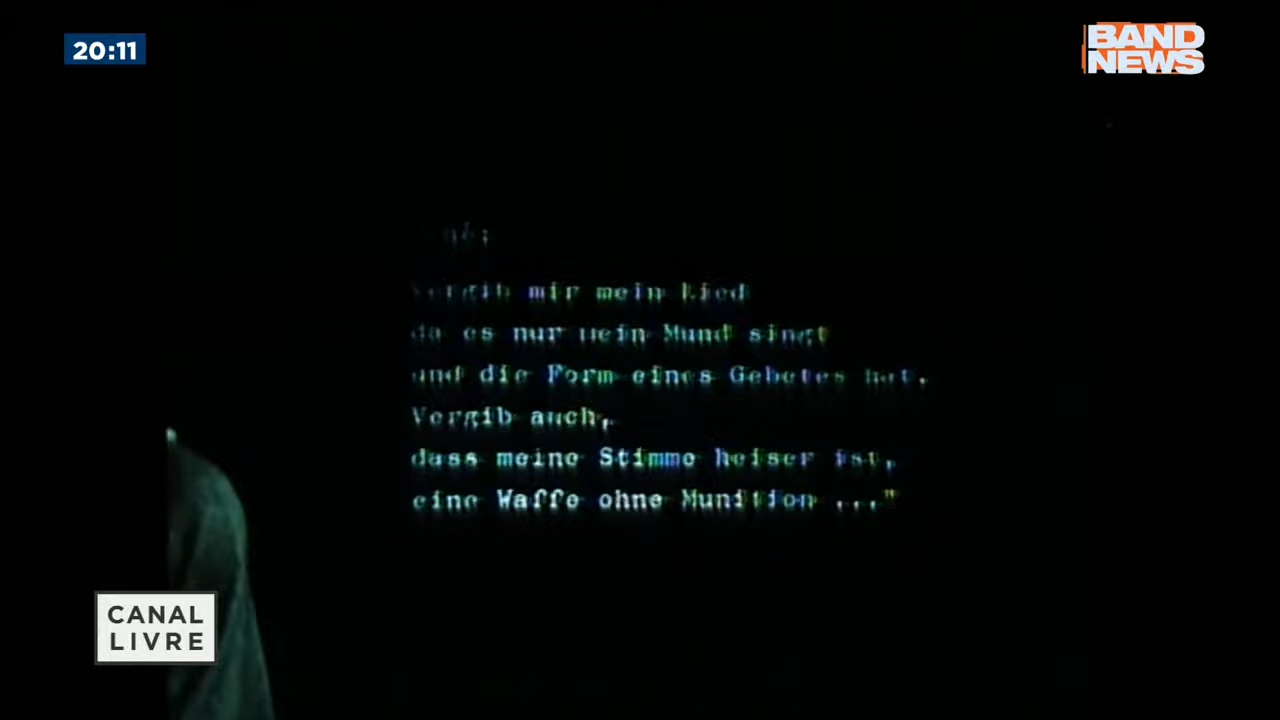 20:11
BAND
NEWS
Vergib mir mein Lied
da es nur mein Mund singt
und die Form eines Gebetes hat.
Vergib auch,
dass meine Stimme heiser ist,
eine Waffe ohne Munition ..."
CANAL
LIVRE